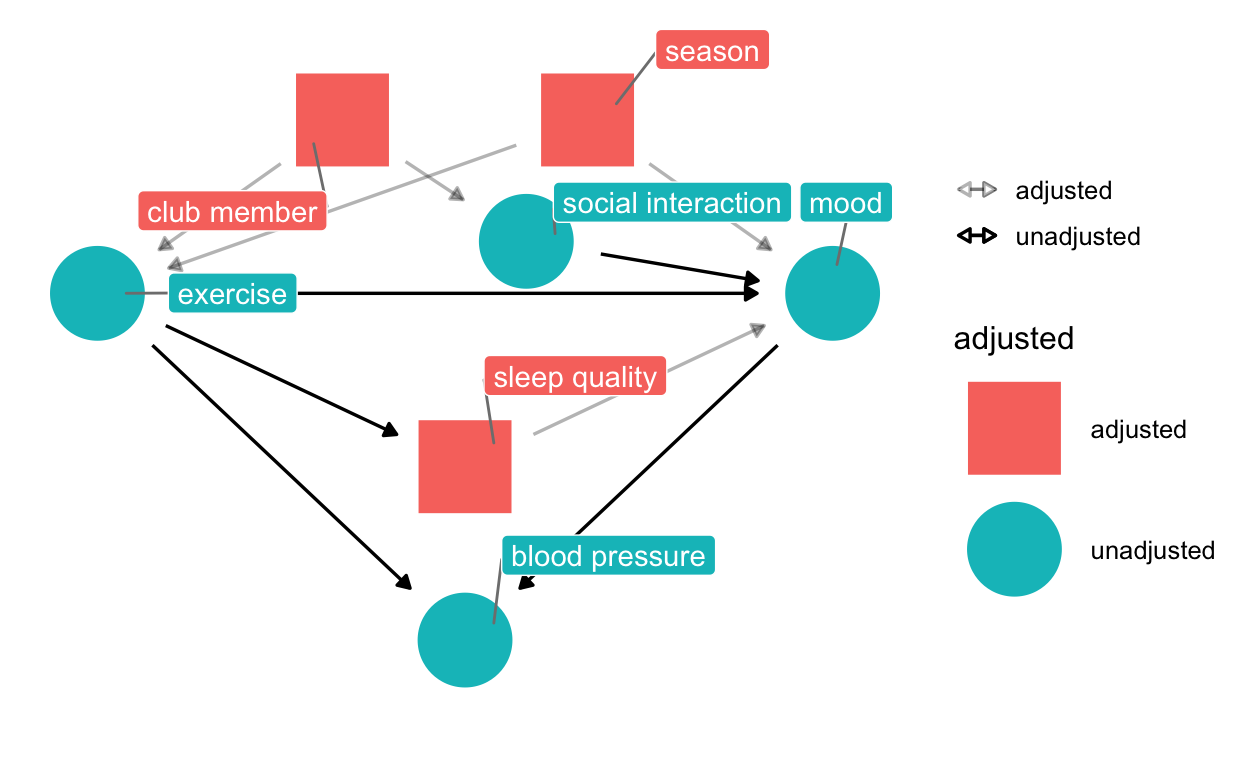 season
club member
social interaction
mood
exercise
sleep quality
blood pressure
adjusted
unadjusted
adjusted
adjusted
unadjusted